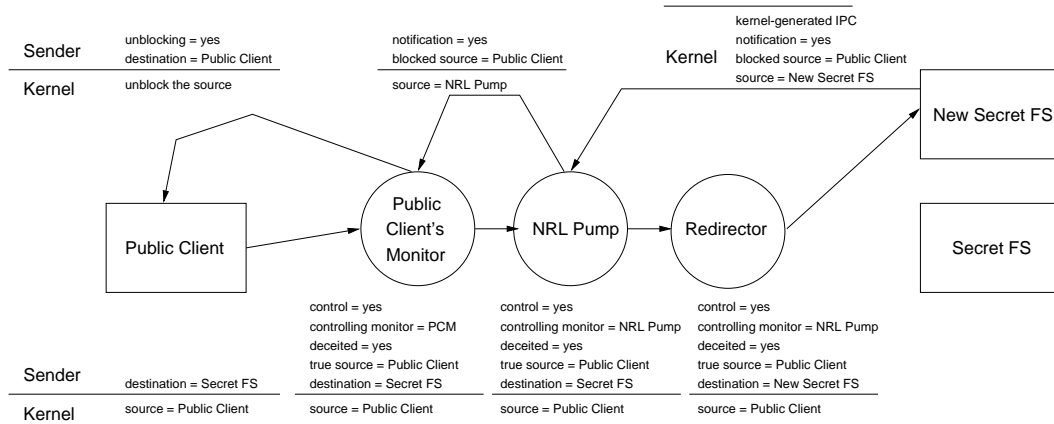 Sender
unblocking = yes
destination = Public Client
Kernel
unblock the source
notification = yes
blocked source = Public Client
source = NRL Pump
Kernel
kernel-generated IPC
notification = yes
blocked source = Public Client
source = New Secret FS
New Secret FS
Public Client
Public
Client's
Monitor
NRL Pump
Redirector
Secret FS
Sender
destination = Secret FS
Kernel
source = Public Client
control = yes
controlling monitor = PCM
deceited = yes
true source = Public Client
destination = Secret FS
source = Public Client
control = yes
controlling monitor = NRL Pump
deceited = yes
true source = Public Client
destination = Secret FS
source = Public Client
control = yes
controlling monitor = NRL Pump
deceited = yes
true source = Public Client
destination = New Secret FS
source = Public Client